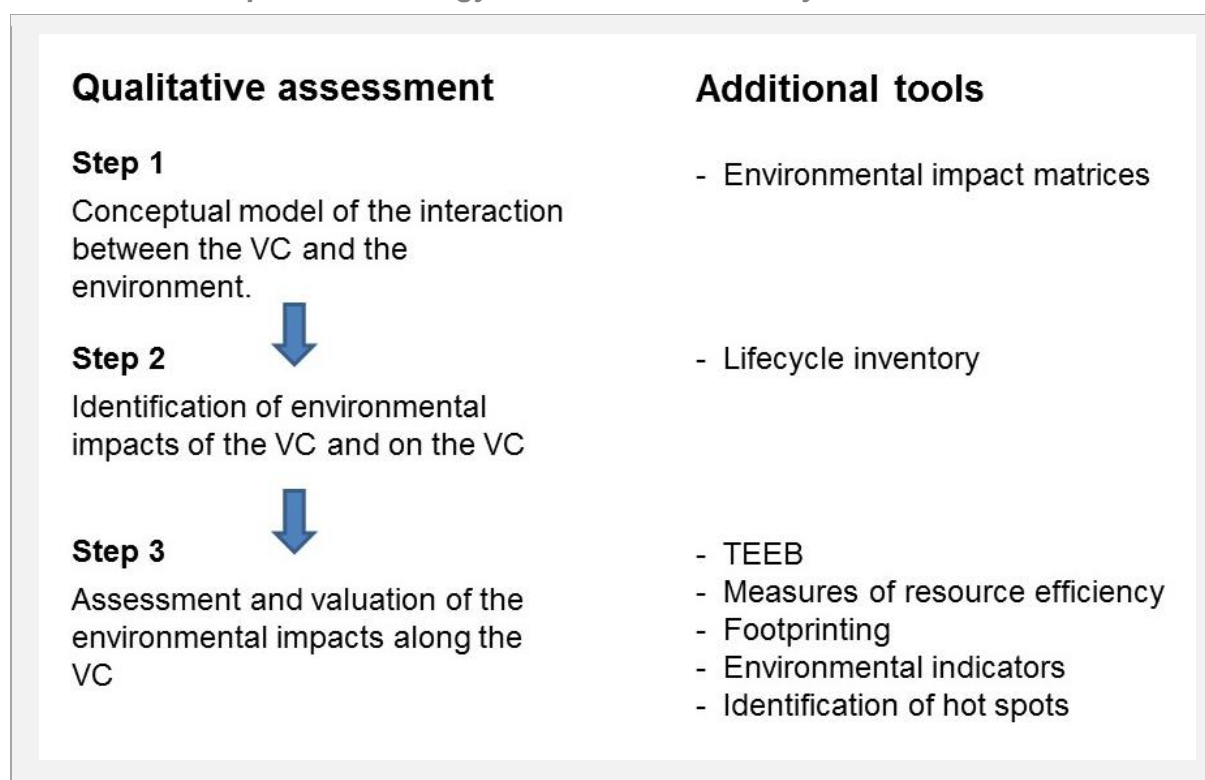 Qualitative assessment
Additional tools
Step 1
- Environmental impact matrices
Conceptual model of the interaction
between the VC and the
environment.
Step 2
- Lifecycle inventory
Identification of environmental
impacts of the VC and on the VC
Step 3
- TEEB
- Measures of resource efficiency
- Footprinting
- Environmental indicators
- Identification of hot spots
Assessment and valuation of the
environmental impacts along the
VC